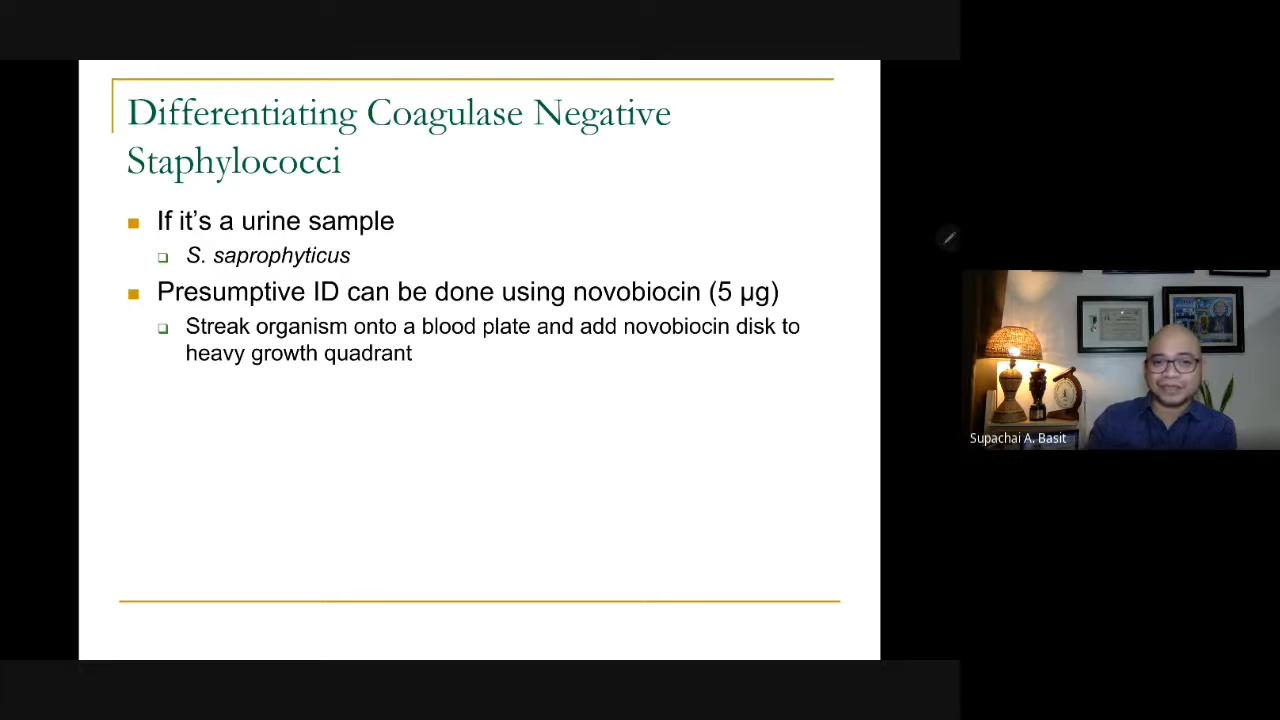 Differentiating Coagulase Negative
Staphylococci
If it’s a urine sample
S. saprophyticus
Presumptive ID can be done using novobiocin (5 µg)
Streak organism onto a blood plate and add novobiocin disk to
heavy growth quadrant
Supachai A. Basit